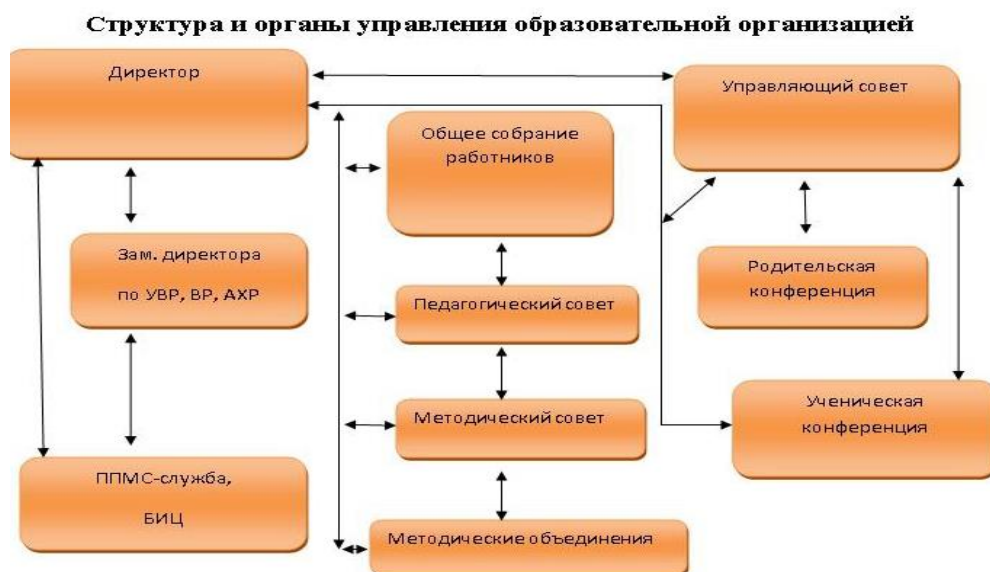 Структура и органы управления образовательной организацией
Директор
Управляющий совет
Общее собрание
работников
Зам. директора
по УВР, ВР, АХР
Родительская
конференция
Педагогический совет
Методический совет
Ученическая
конференция
ППМС-служба,
БИЦ
Методические объединения